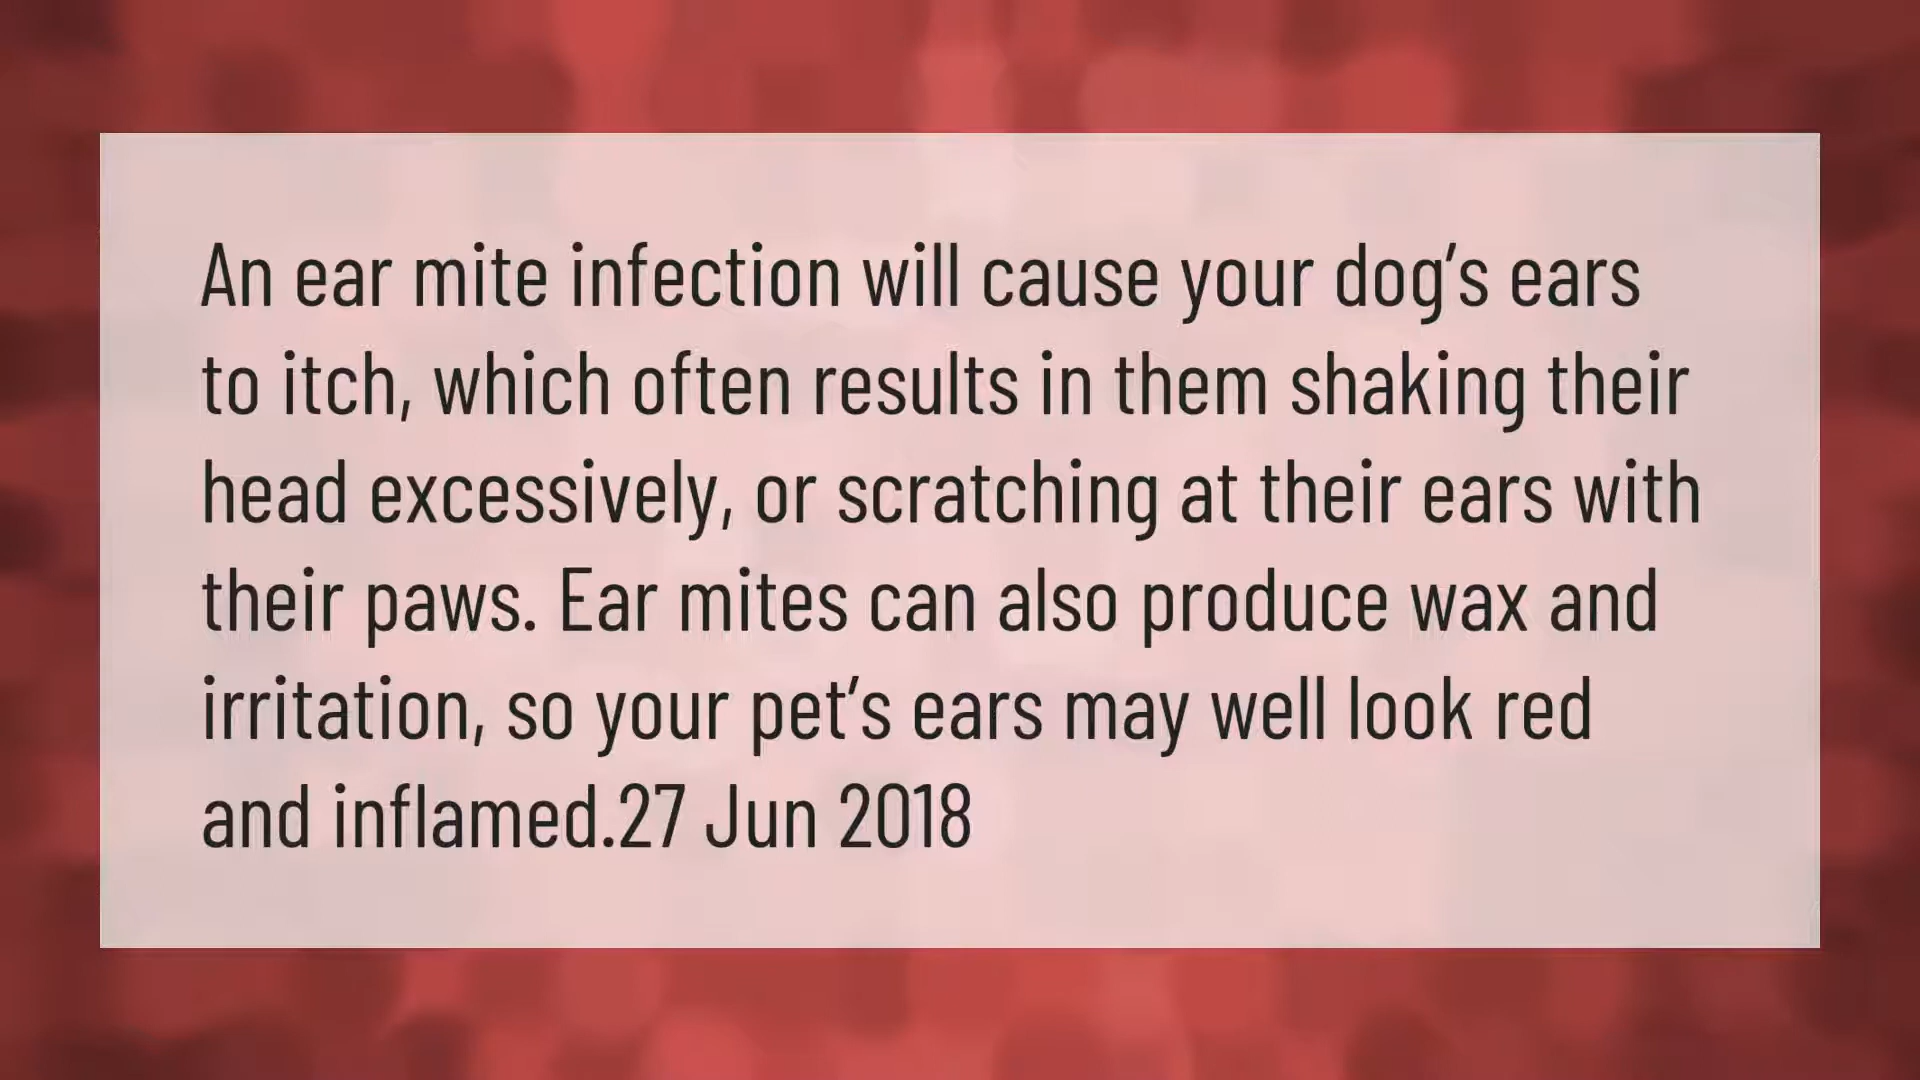 An ear mite infection will cause your dog’s ears
to itch, which often results in them shaking their
head excessively, or scratching at their ears with
their paws. Ear mites can also produce wax and
irritation, so your pet’s ears may well look red
and inflamed.27 Jun 2018